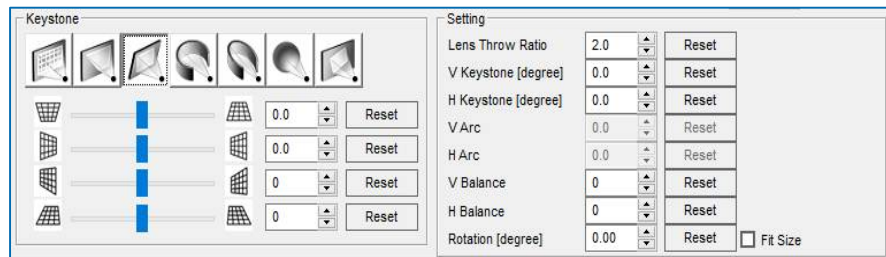 Keystone
0.0 Reset
0.0 Reset
0 Reset
0 Reset
Setting
Lens Throw Ratio 2.0 Reset
V Keystone [degree] 0.0 Reset
H Keystone [degree] 0.0 Reset
V Arc 0.0 Reset
H Arc 0.0 Reset
V Balance 0 Reset
H Balance 0 Reset
Rotation [degree] 0.00 Reset Fit Size